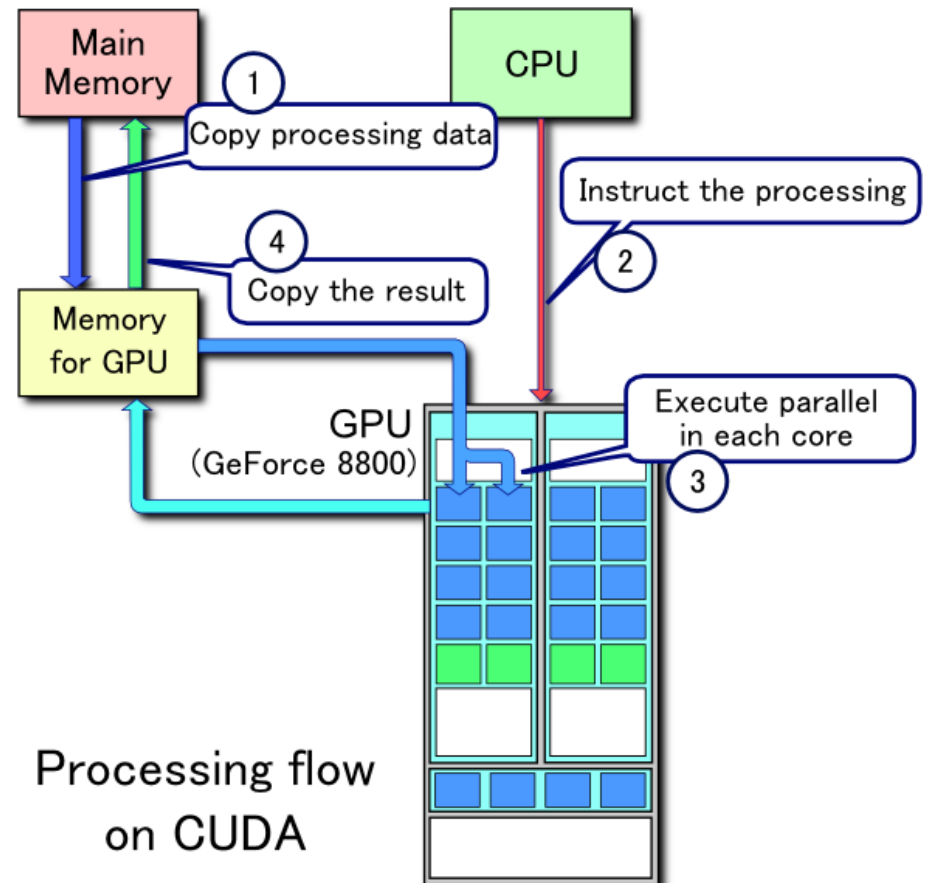 Main
Memory
CPU
1
Copy processing data
Instruct the processing
2
4
Copy the result
Memory
for GPU
GPU
(GeForce 8800)
Execute parallel
in each core
3
Processing flow
on CUDA